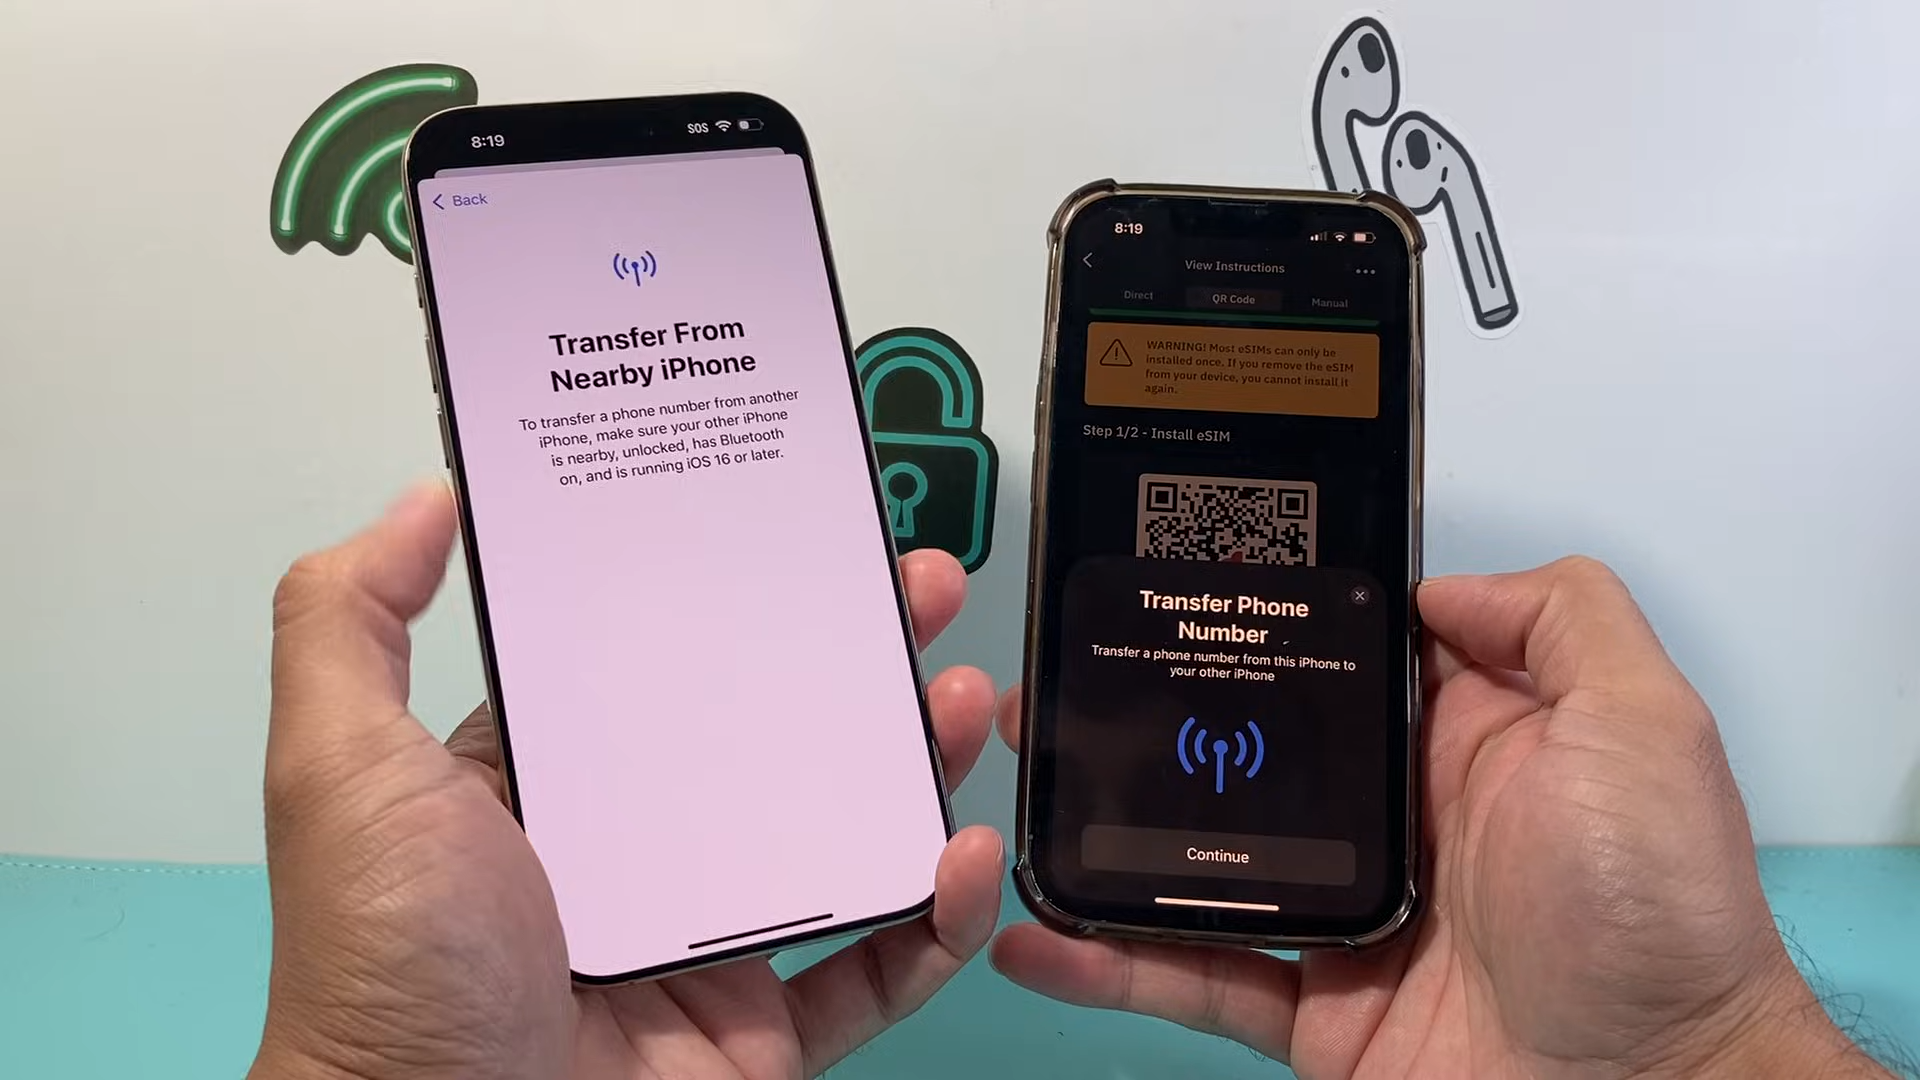 8:19
SOS
Back
Transfer From
Nearby iPhone
To transfer a phone number from another
iPhone, make sure your other iPhone
is nearby, unlocked, has Bluetooth
on, and is running iOS 16 or later.
8:19
View Instructions
Direct QR Code Manual
WARNING! Most eSIMs can only be
installed once. If you remove the eSIM
from your device, you cannot install it
again.
Step 1/2 - Install eSIM
Transfer Phone
Number
Transfer a phone number from this iPhone to
your other iPhone
Continue